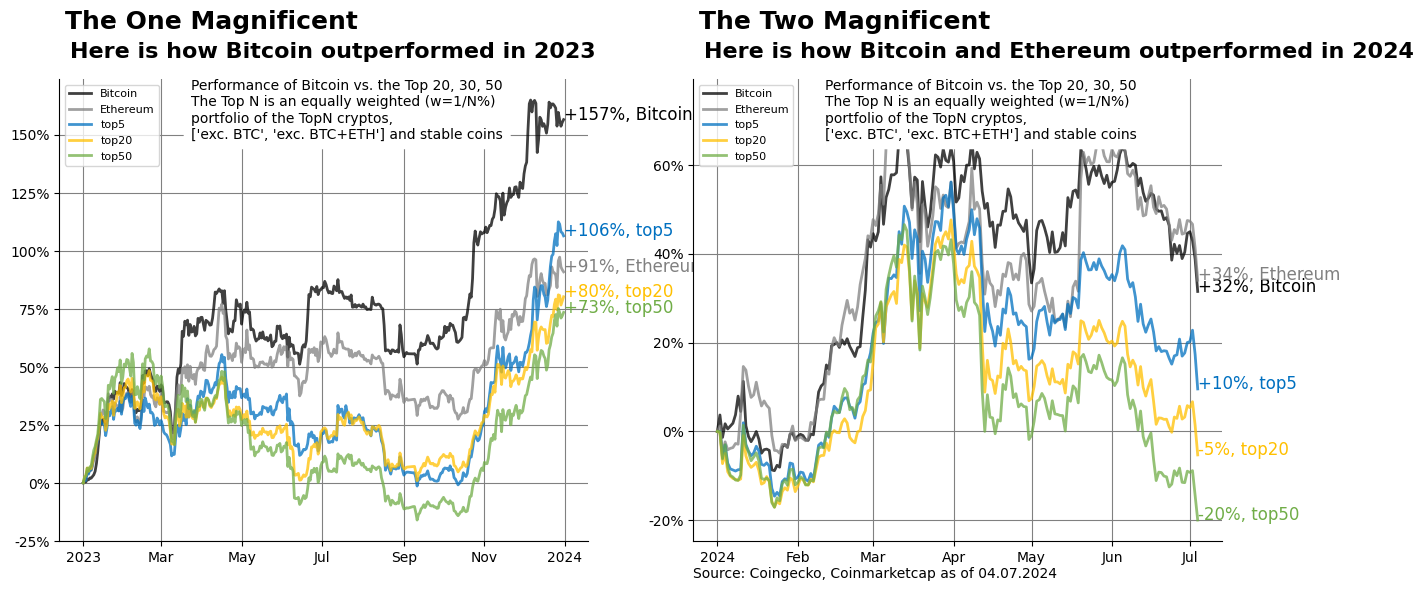 The One Magnificent
Here is how Bitcoin outperformed in 2023
Performance of Bitcoin vs. the Top 20, 30, 50
The Top N is an equally weighted (w=1/N%)
portfolio of the TopN cryptos,
['exc. BTC', 'exc. BTC+ETH'] and stable coins
Bitcoin
Ethereum
top5
top20
top50
150%
125%
100%
75%
50%
25%
0%
-25%
+157%, Bitcoin
+106%, top5
+91%, Ethereum
+80%, top20
+73%, top50
2023
Mar
May
Jul
Sep
Nov
2024
The Two Magnificent
Here is how Bitcoin and Ethereum outperformed in 2024
Performance of Bitcoin vs. the Top 20, 30, 50
The Top N is an equally weighted (w=1/N%)
portfolio of the TopN cryptos,
['exc. BTC', 'exc. BTC+ETH'] and stable coins
Bitcoin
Ethereum
top5
top20
top50
60%
40%
20%
0%
-20%
+34%, Ethereum
+32%, Bitcoin
+10%, top5
-5%, top20
-20%, top50
2024
Feb
Mar
Apr
May
Jun
Jul
Source: Coingecko, Coinmarketcap as of 04.07.2024